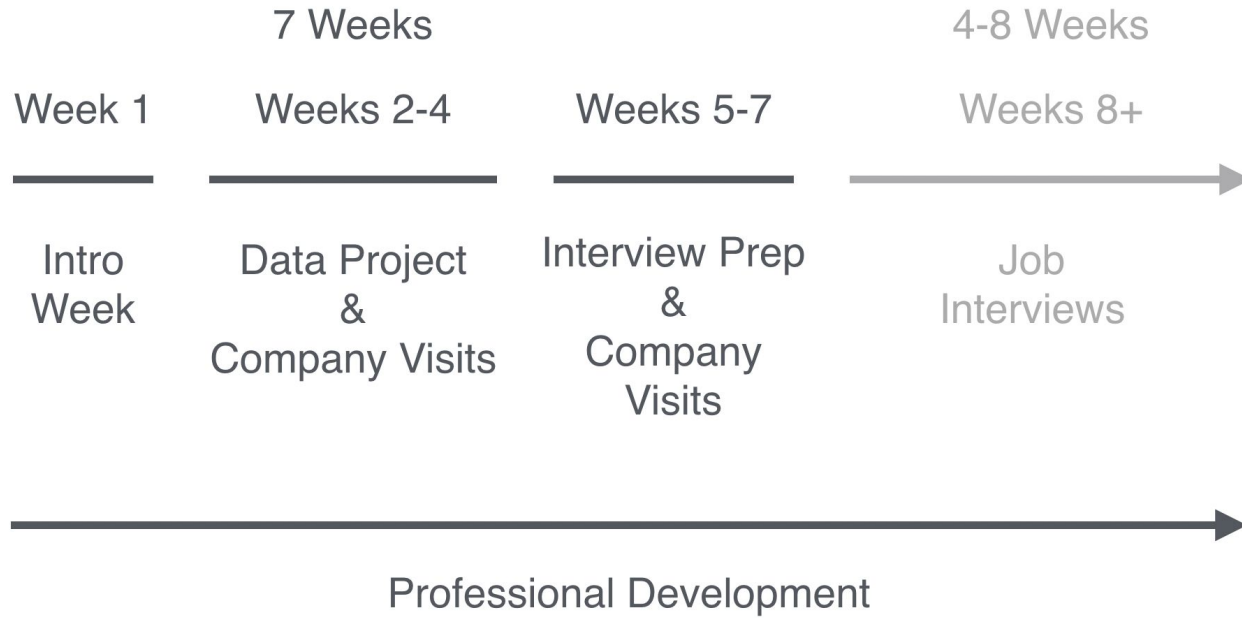 7 Weeks
4-8 Weeks
Week 1
Weeks 2-4
Weeks 5-7
Weeks 8+
Intro
Week
Data Project
&
Company Visits
Interview Prep
&
Company
Visits
Job
Interviews
Professional Development